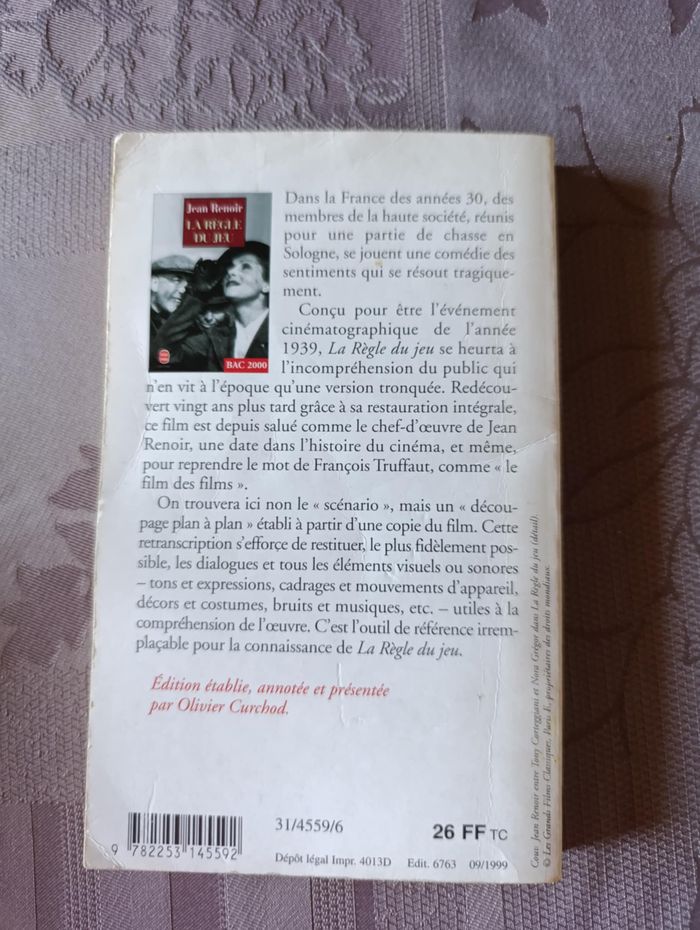 Jean Renoir
LA RÈGLE
DU JEU
BAC 2000
Dans la France des années 30, des
membres de la haute société, réunis
pour une partie de chasse en
Sologne, se jouent une comédie des
sentiments qui se résout tragique-
ment.
Conçu pour être l'événement
cinématographique de l'année
1939, La Règle du jeu se heurta à
l'incompréhension du public qui
n'en vit à l'époque qu'une version tronquée. Redécou-
vert vingt ans plus tard grâce à sa restauration intégrale,
ce film est depuis salué comme le chef-d'œuvre de Jean
Renoir, une date dans l'histoire du cinéma, et même,
pour reprendre le mot de François Truffaut, comme « le
film des films ».
On trouvera ici non le « scénario », mais un « décou-
page plan à plan » établi à partir d'une copie du film. Cette
retranscription s'efforce de restituer, le plus fidèlement pos-
sible, les dialogues et tous les éléments visuels ou sonores
– tons et expressions, cadrages et mouvements d'appareil,
décors et costumes, bruits et musiques, etc. – utiles à la
compréhension de l'œuvre. C'est l'outil de référence irrem-
plaçable pour la connaissance de La Règle du jeu.
Édition établie, annotée et présentée
par Olivier Curchod.
Couv. Jean Renoir entre Tony Corteggiani et Nora Grégor dans La Règle du jeu (détail).
© Les Grands Films Classiques, Paris F, propriétaires des droits mondiaux.
9 782253 145592
31/4559/6
26 FF TC
Dépôt légal Impr. 4013D Edit. 6763 09/1999